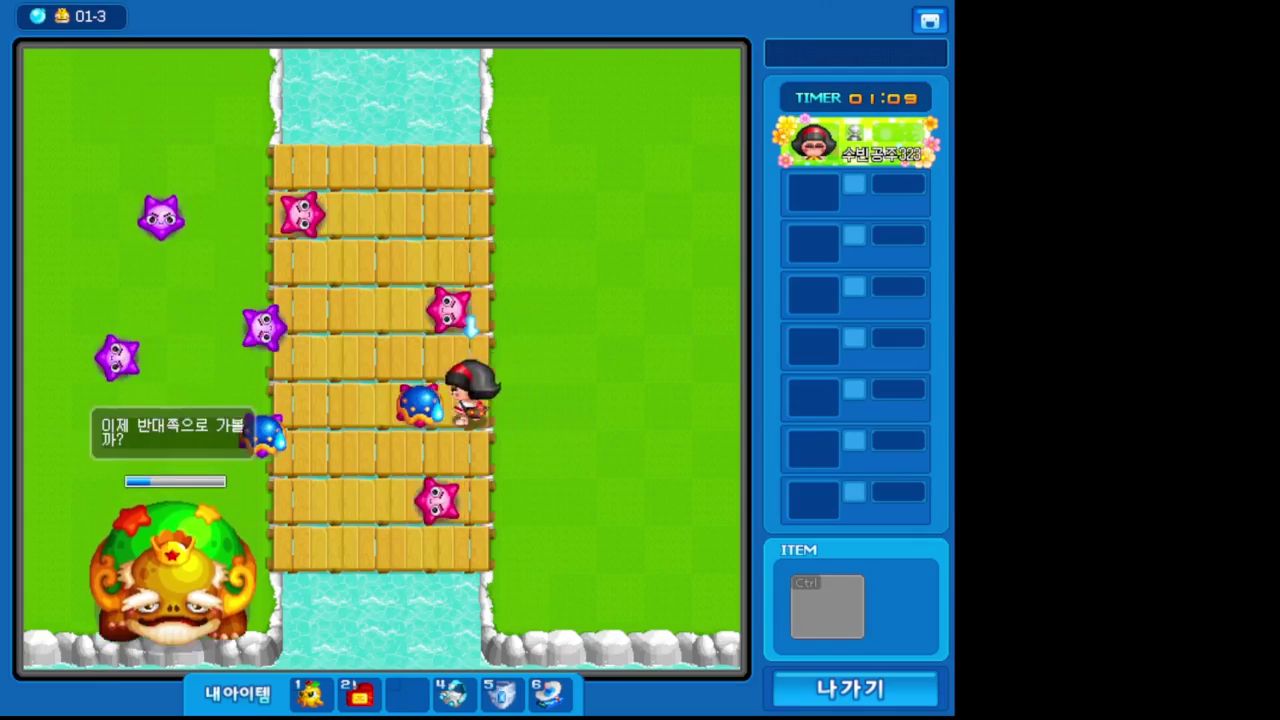 01-3
TIMER 01:09
수빈공주323
이제 반대쪽으로 가볼
까?
ITEM
Ctrl
내아이템
1
2
4
5
6
나가기